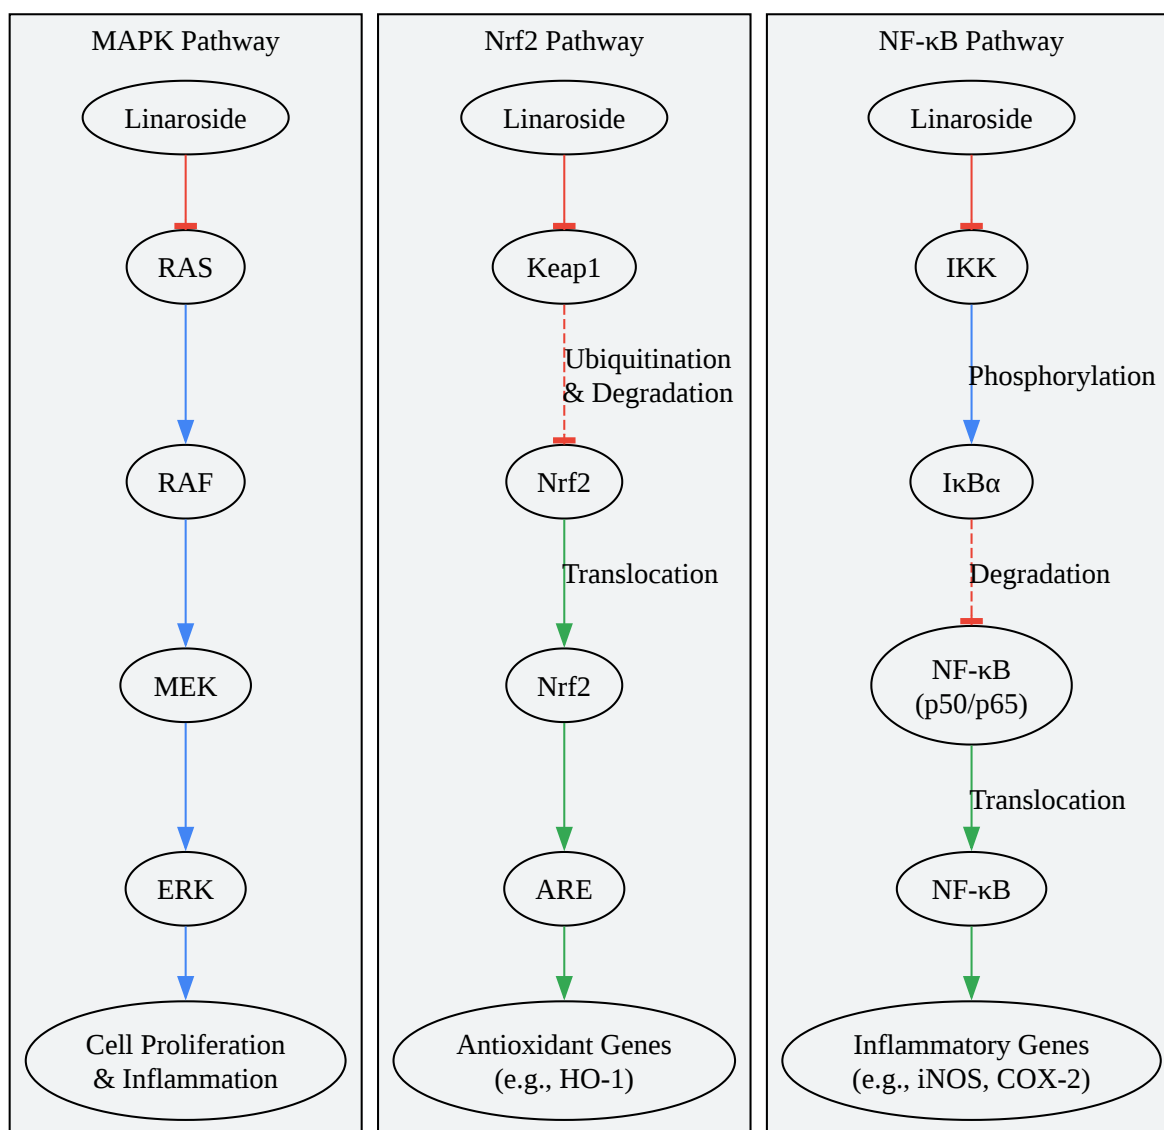 MAPK Pathway
Linaroside
RAS
RAF
MEK
ERK
Cell Proliferation
& Inflammation
Nrf2 Pathway
Linaroside
Keap1
Ubiquitination
& Degradation
Nrf2
Translocation
Nrf2
ARE
Antioxidant Genes
(e.g., HO-1)
NF-κB Pathway
Linaroside
IKK
Phosphorylation
IκBα
Degradation
NF-κB
(p50/p65)
Translocation
NF-κB
Inflammatory Genes
(e.g., iNOS, COX-2)